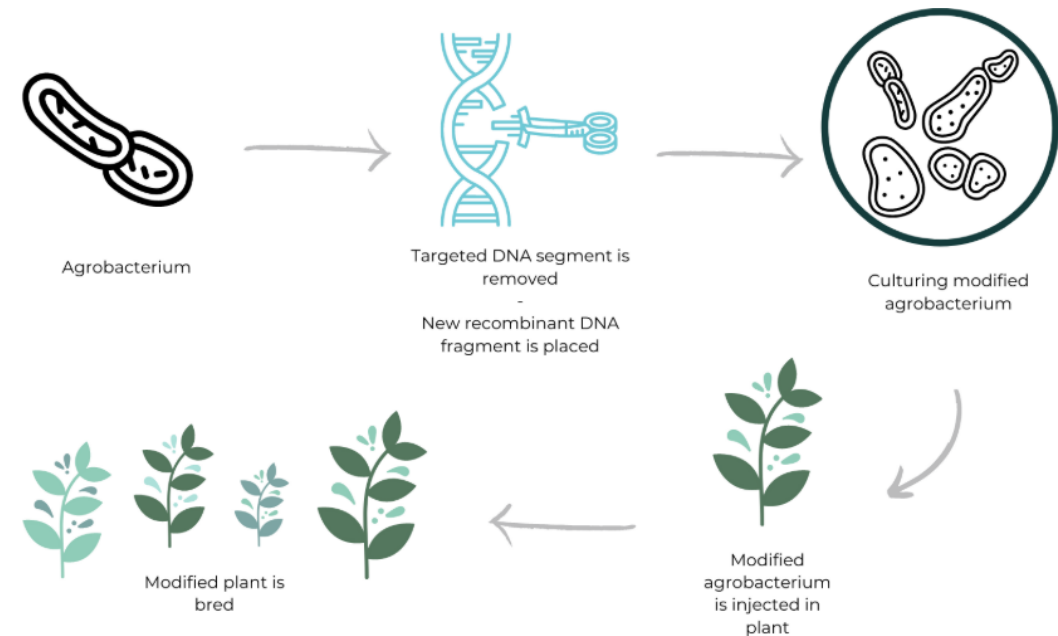 Agrobacterium
Targeted DNA segment is
removed
-
New recombinant DNA
fragment is placed
Culturing modified
agrobacterium
Modified
agrobacterium
is injected in
plant
Modified plant is
bred